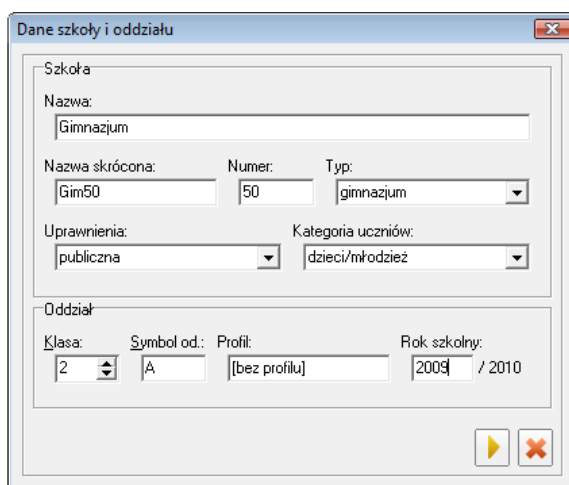 Dane szkoły i oddziału
Szkoła
Nazwa:
Gimnazjum
Nazwa skrócona: Numer: Typ:
Gim50 50 gimnazjum
Uprawnienia: Kategoria uczniów:
publiczna dzieci/młodzież
Oddział
Klasa: Symbol od.: Profil: Rok szkolny:
2 A [bez profilu] 2009 / 2010